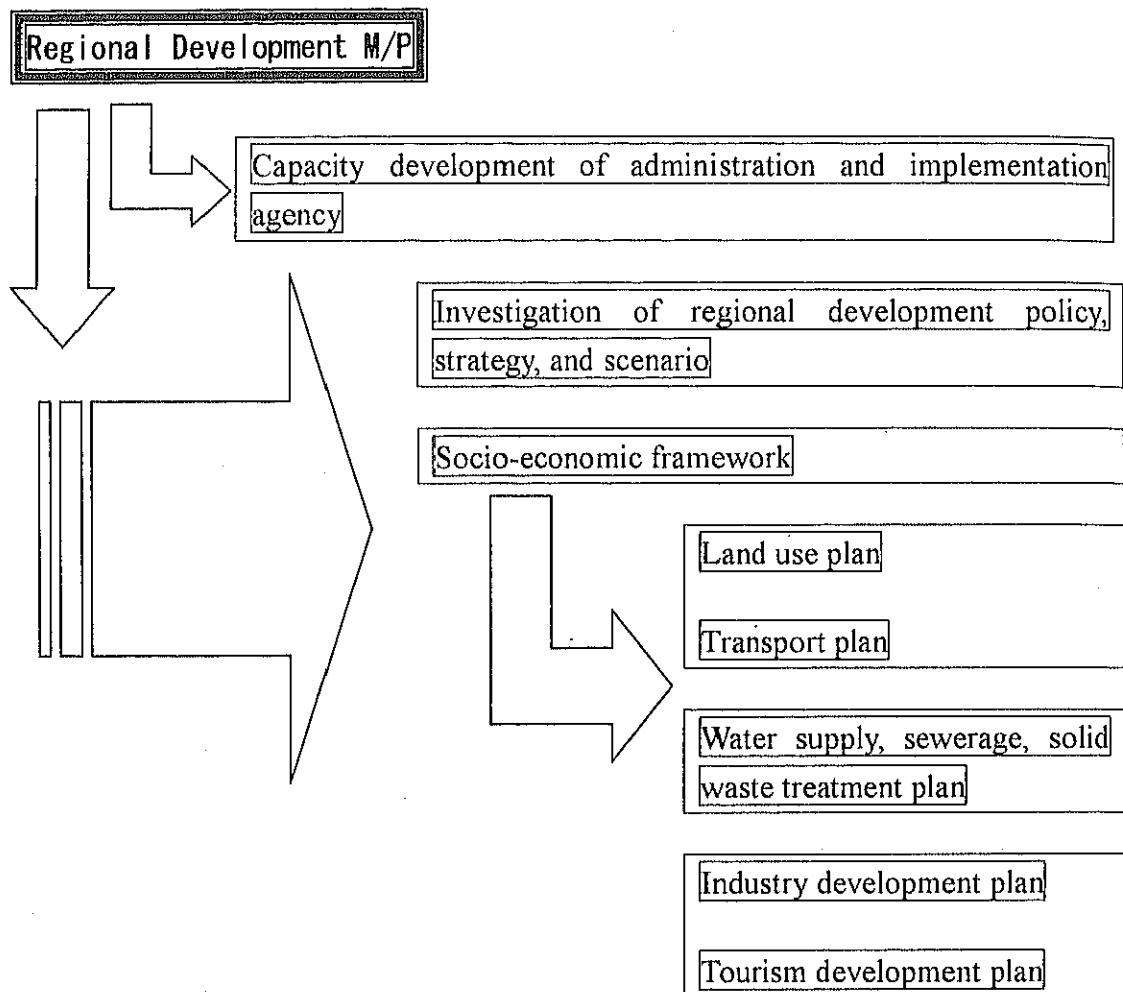 Regional Development M/P
Capacity development of administration and implementation
agency
Investigation of regional development policy,
strategy, and scenario
Socio-economic framework
Land use plan
Transport plan
Water supply, sewerage, solid
waste treatment plan
Industry development plan
Tourism development plan